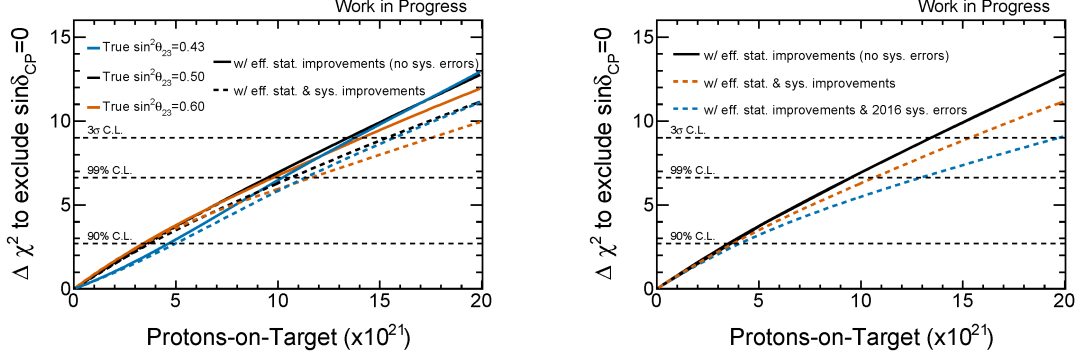 Work in Progress
15
10
5
0
Δ χ² to exclude sinδCP=0
True sin²θ23=0.43
True sin²θ23=0.50
True sin²θ23=0.60
w/ eff. stat. improvements (no sys. errors)
w/ eff. stat. & sys. improvements
3σ C.L.
99% C.L.
90% C.L.
0 5 10 15 20
Protons-on-Target (x10²¹)
Work in Progress
15
10
5
0
Δ χ² to exclude sinδCP=0
w/ eff. stat. improvements (no sys. errors)
w/ eff. stat. & sys. improvements
w/ eff. stat. improvements & 2016 sys. errors
3σ C.L.
99% C.L.
90% C.L.
0 5 10 15 20
Protons-on-Target (x10²¹)